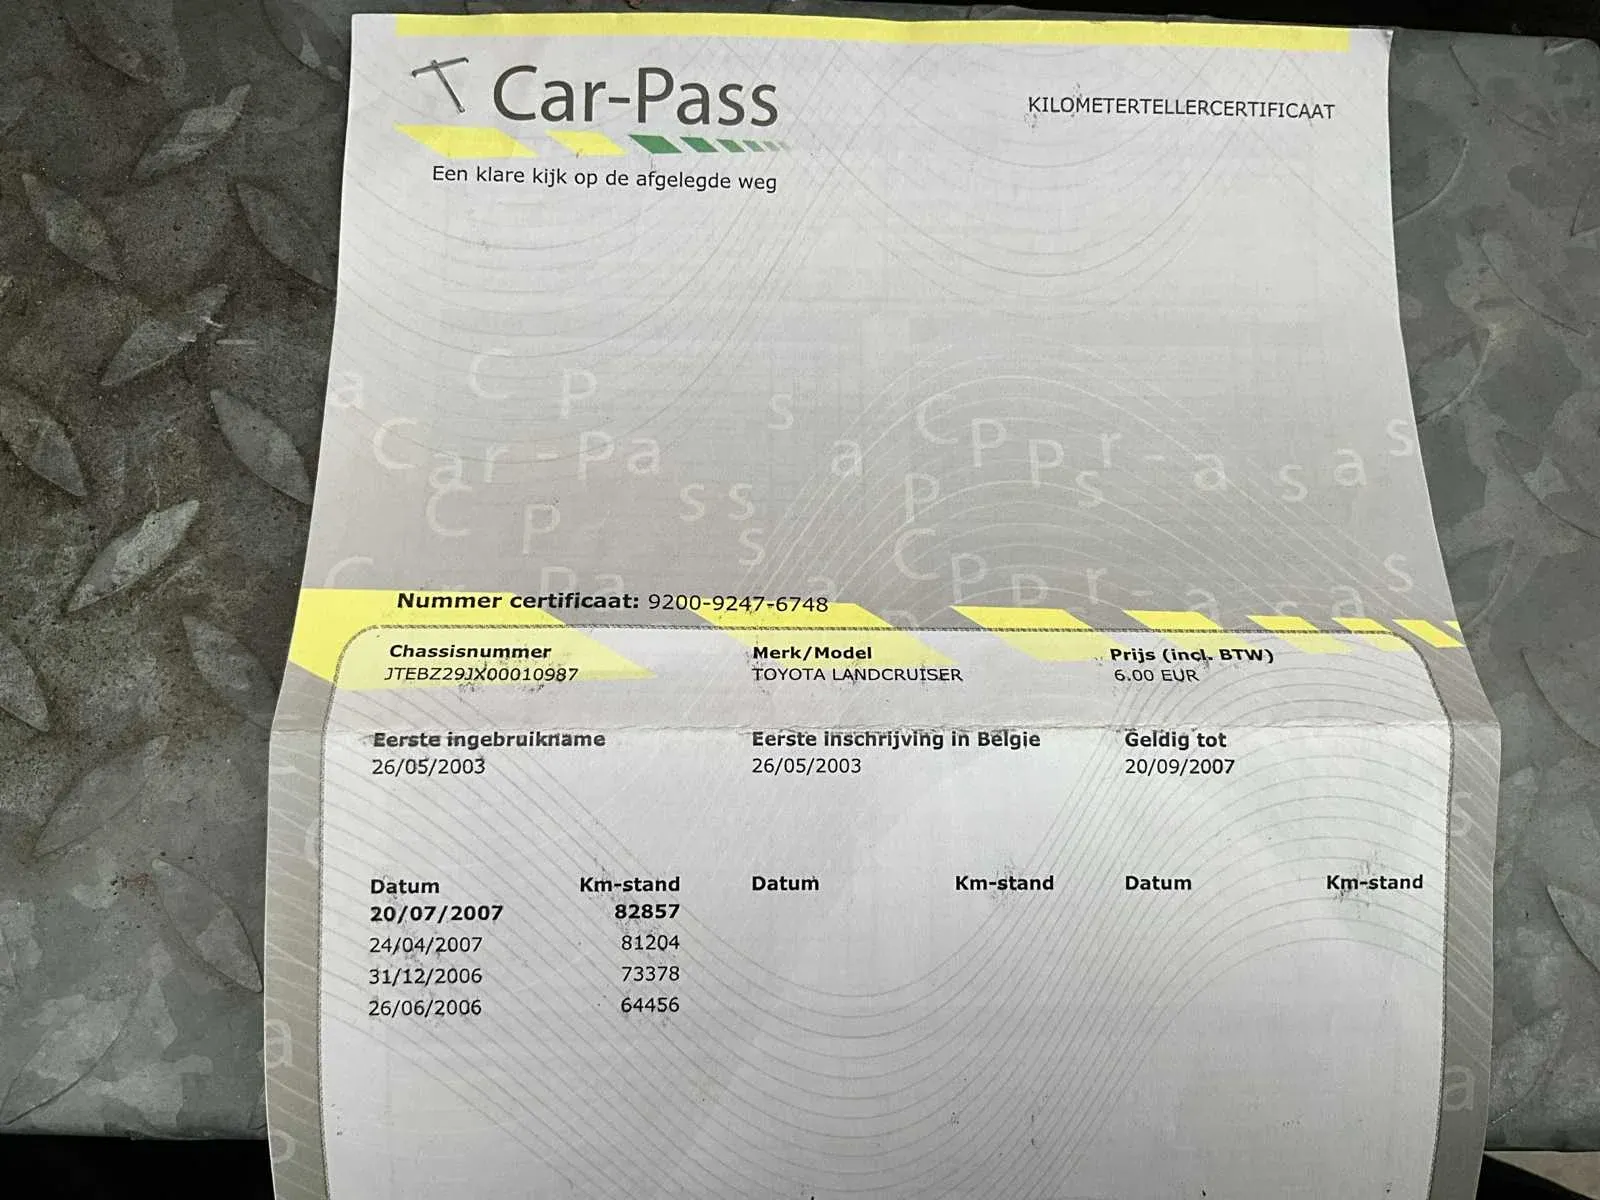 Car-Pass
KILOMETERTELLERCERTIFICAAT
Een klare kijk op de afgelegde weg
Nummer certificaat: 9200-9247-6748
Chassisnummer Merk/Model Prijs (incl. BTW)
JTEBZ29JX00010987 TOYOTA LANDCRUISER 6.00 EUR
Eerste ingebruikname Eerste inschrijving in Belgie Geldig tot
26/05/2003 26/05/2003 20/09/2007
Datum Km-stand Datum Km-stand Datum Km-stand
20/07/2007 82857
24/04/2007 81204
31/12/2006 73378
26/06/2006 64456